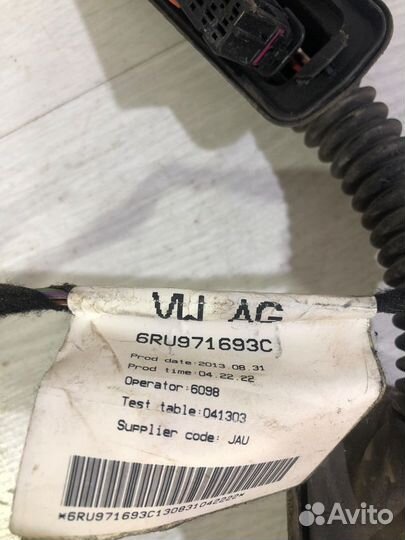 VW AG
6RU971693C
Prod date:2013.08.31
Prod time:04.22.22
Operator:6098
Test table:041303
Supplier code: JAU
*6RU971693C130831042222*
Avito